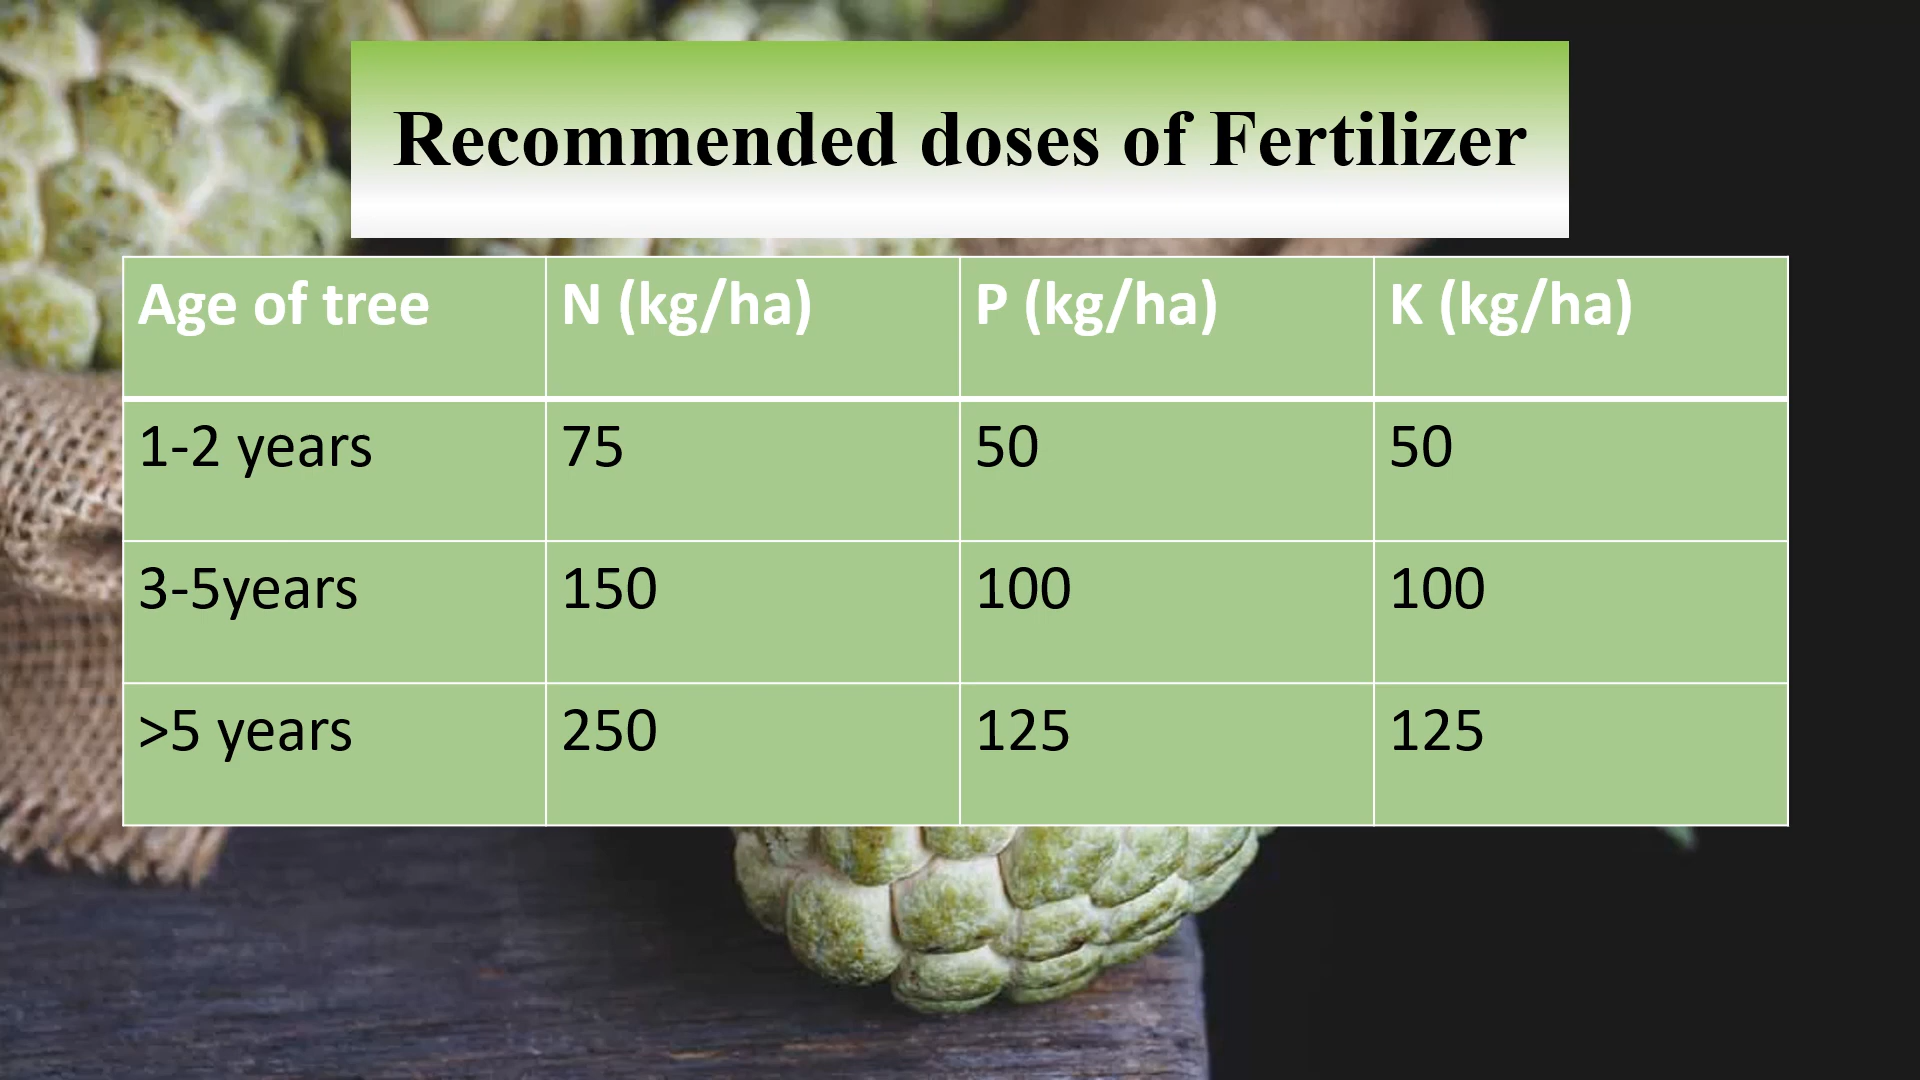 Recommended doses of Fertilizer
Age of tree N (kg/ha) P (kg/ha) K (kg/ha)
1-2 years 75 50 50
3-5years 150 100 100
>5 years 250 125 125